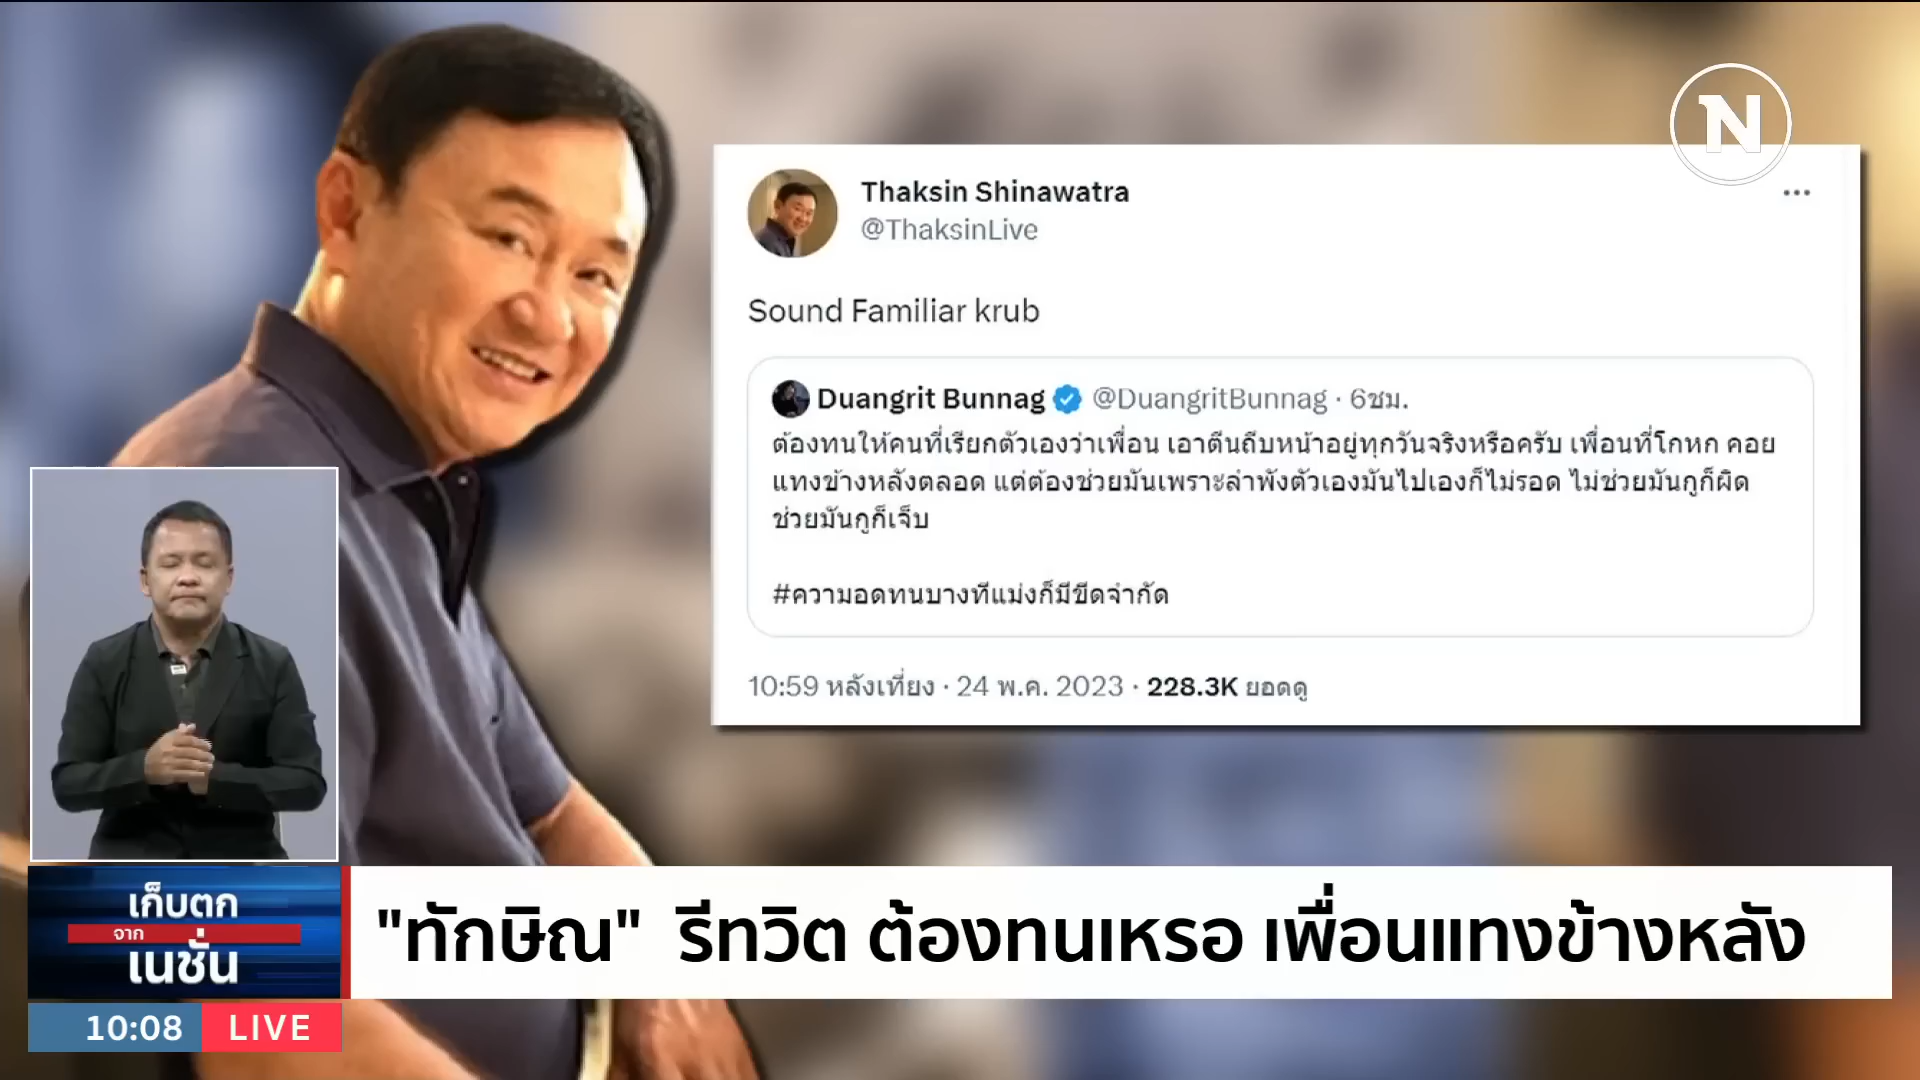 N
Thaksin Shinawatra
@ThaksinLive
Sound Familiar krub
Duangrit Bunnag @DuangritBunnag · 6ชม.
ต้องทนให้คนที่เรียกตัวเองว่าเพื่อน เอาตีนถีบหน้าอยู่ทุกวันจริงหรือครับ เพื่อนที่โกหก คอย
แทงข้างหลังตลอด แต่ต้องช่วยมันเพราะลำพังตัวเองมันไปเองก็ไม่รอด ไม่ช่วยมันกูก็ผิด
ช่วยมันกูก็เจ็บ
#ความอดทนบางทีแม่งก็มีขีดจำกัด
10:59 หลังเที่ยง · 24 พ.ค. 2023 · 228.3K ยอดดู
เก็บตก
จาก
เนชั่น
"ทักษิณ" รีทวิต ต้องทนเหรอ เพื่อนแทงข้างหลัง
10:08 LIVE